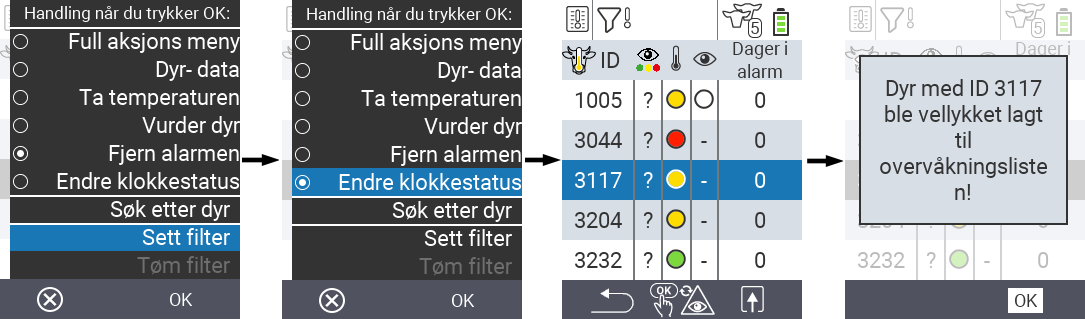 Handling når du trykker OK:
Full aksjons meny
Dyr- data
Ta temperaturen
Vurder dyr
Fjern alarmen
Endre klokkestatus
Søk etter dyr
Sett filter
Tøm filter
OK
Handling når du trykker OK:
Full aksjons meny
Dyr- data
Ta temperaturen
Vurder dyr
Fjern alarmen
Endre klokkestatus
Søk etter dyr
Sett filter
Tøm filter
OK
5
ID Dager i
alarm
1005 ? 0
3044 ? - 0
3117 ? - 0
3204 ? - 0
3232 ? - 0
OK
5
Dager i
Dyr med ID 3117
ble vellykket lagt
til
overvåkningsliste
n!
3232 ? - 0
OK